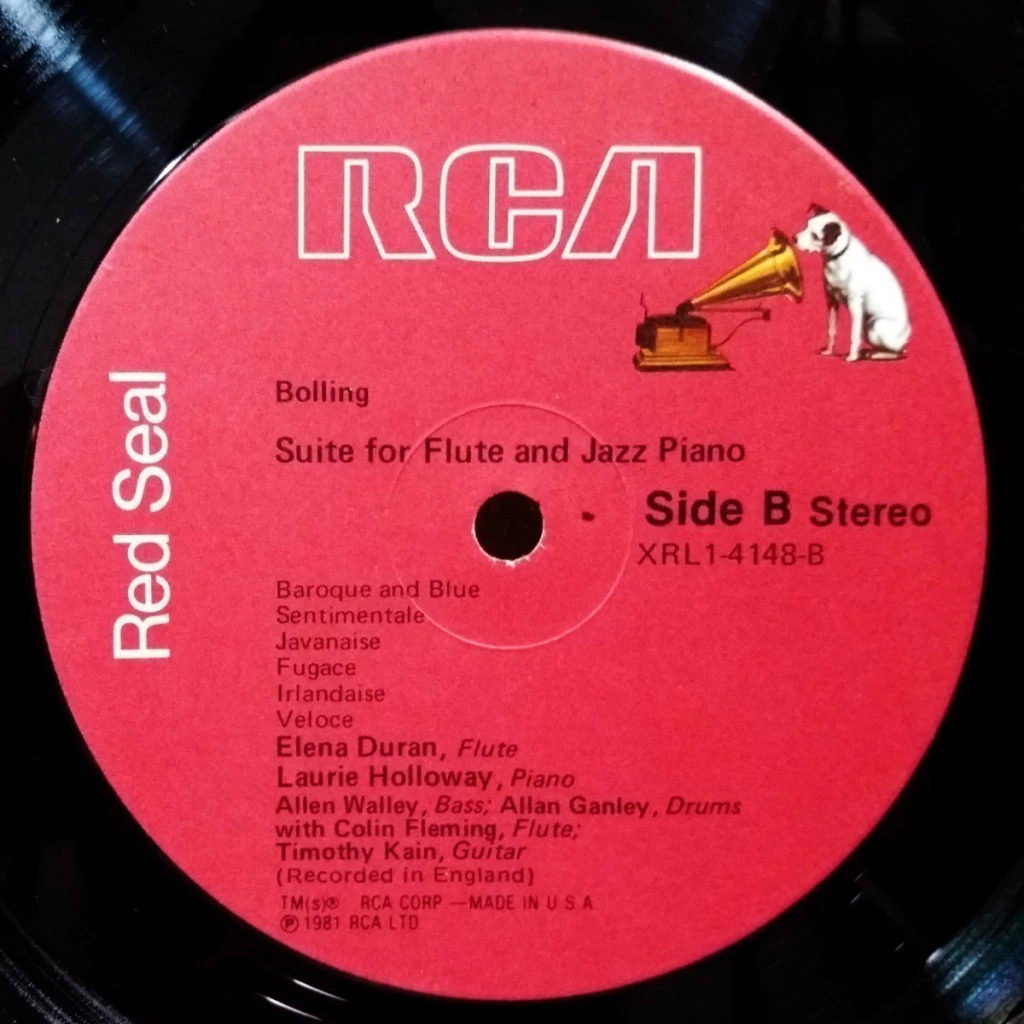 RCA
Red Seal
Bolling
Suite for Flute and Jazz Piano
Side B Stereo
XRL1-4148-B
Baroque and Blue
Sentimentale
Javanaise
Fugace
Irlandaise
Veloce
Elena Duran, Flute
Laurie Holloway, Piano
Allen Walley, Bass; Allan Ganley, Drums
with Colin Fleming, Flute;
Timothy Kain, Guitar
(Recorded in England)
TM(s)® RCA CORP.—MADE IN U.S.A.
℗ 1981 RCA LTD